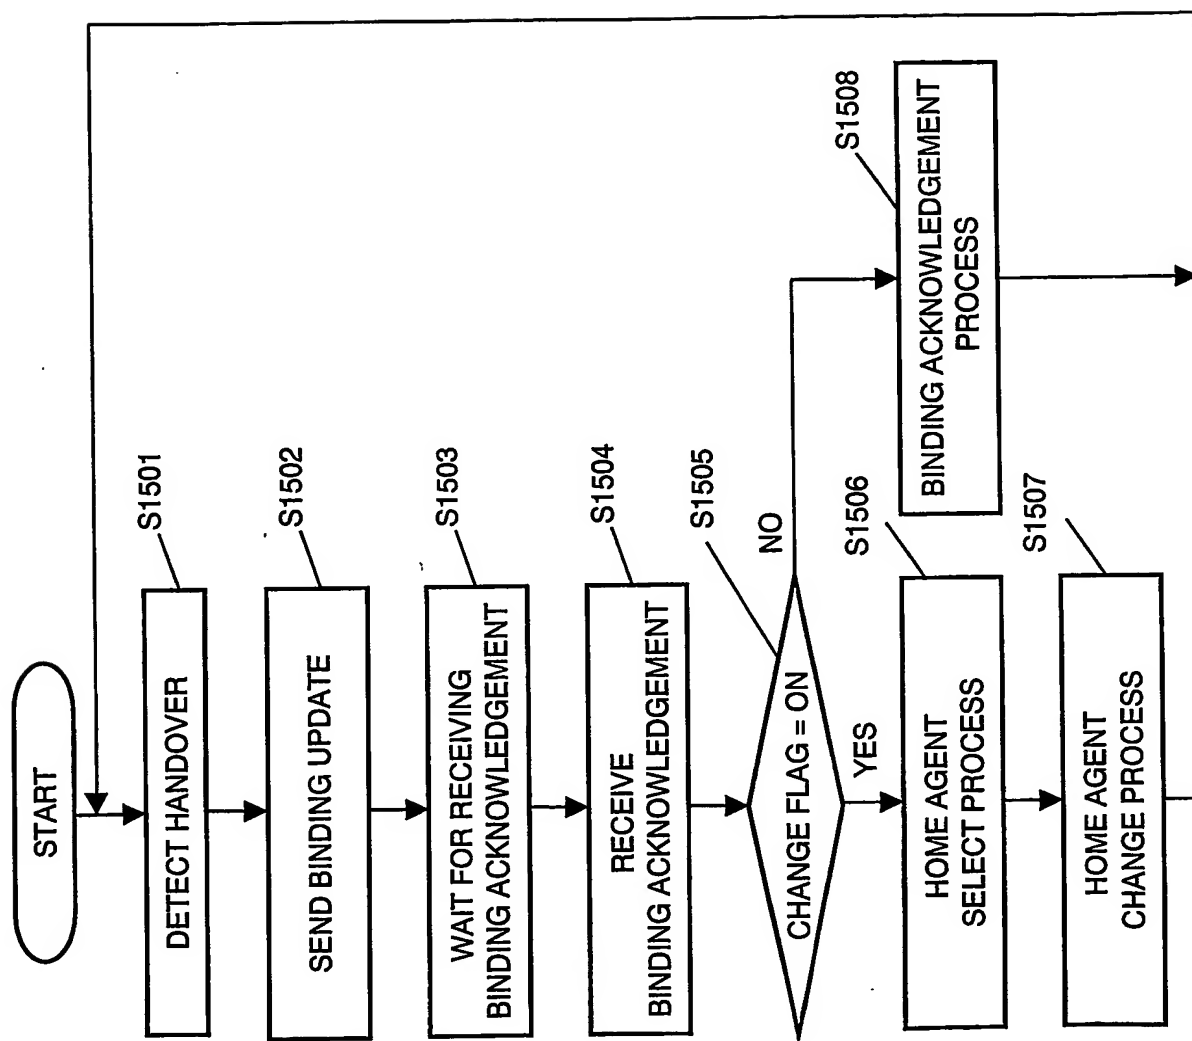 START
DETECT HANDOVER
S1501
SEND BINDING UPDATE
S1502
WAIT FOR RECEIVING
BINDING ACKNOWLEDGEMENT
S1503
RECEIVE
BINDING ACKNOWLEDGEMENT
S1504
CHANGE FLAG = ON
S1505
NO
YES
HOME AGENT
SELECT PROCESS
S1506
HOME AGENT
CHANGE PROCESS
S1507
BINDING ACKNOWLEDGEMENT
PROCESS
S1508